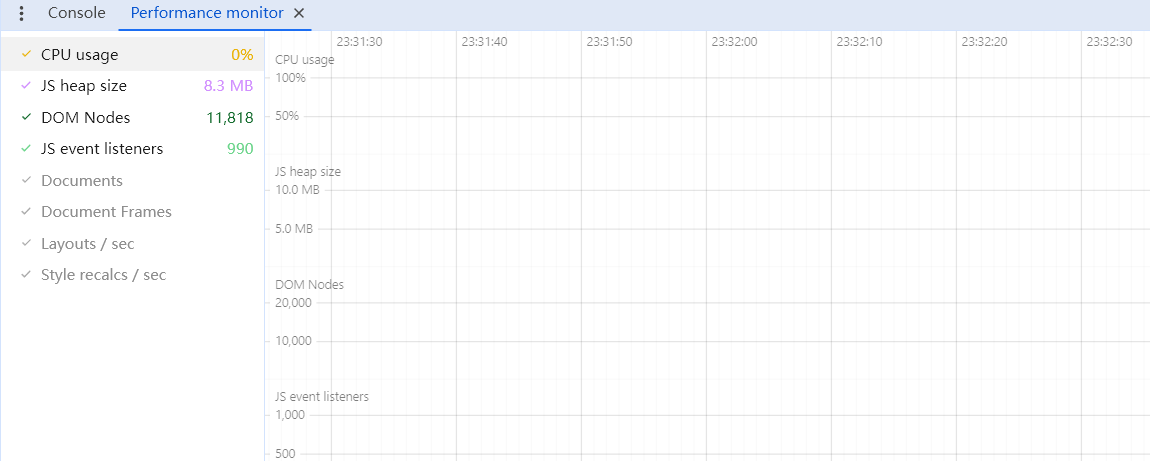 Console Performance monitor
CPU usage 0%
JS heap size 8.3 MB
DOM Nodes 11,818
JS event listeners 990
Documents
Document Frames
Layouts / sec
Style recalcs / sec
23:31:30 23:31:40 23:31:50 23:32:00 23:32:10 23:32:20 23:32:30
CPU usage
100%
50%
JS heap size
10.0 MB
5.0 MB
DOM Nodes
20,000
10,000
JS event listeners
1,000
500